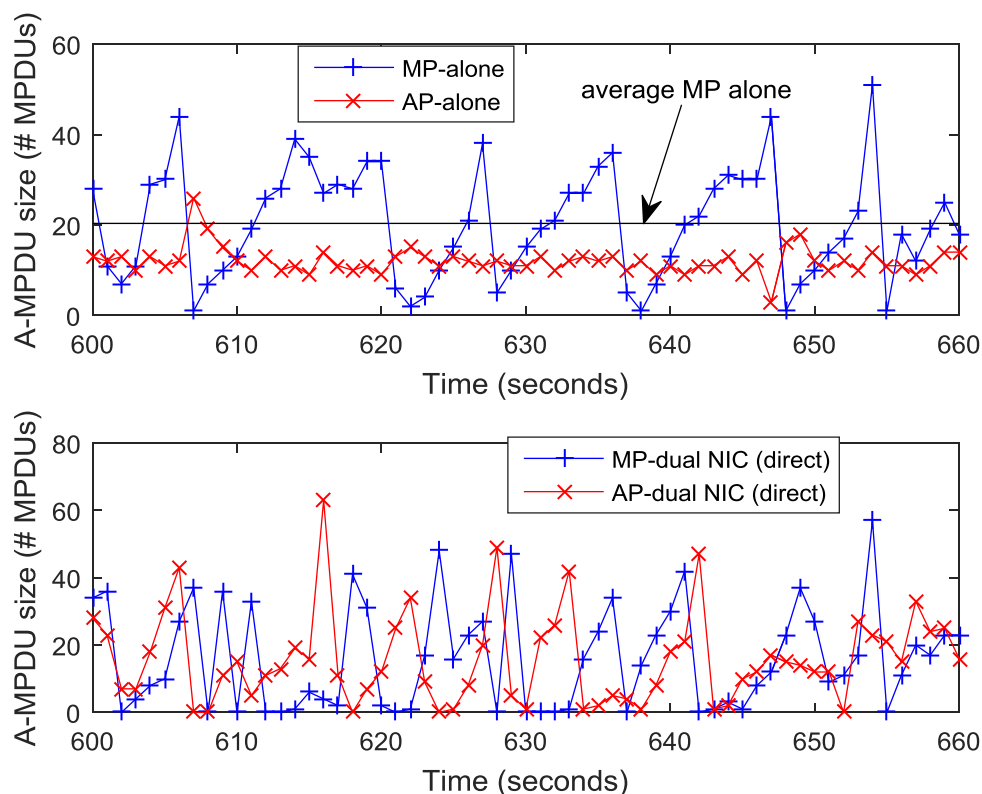 60
40
20
0
A-MPDU size (# MPDUs)
MP-alone
AP-alone
average MP alone
600 610 620 630 640 650 660
Time (seconds)
80
60
40
20
0
A-MPDU size (# MPDUs)
MP-dual NIC (direct)
AP-dual NIC (direct)
600 610 620 630 640 650 660
Time (seconds)